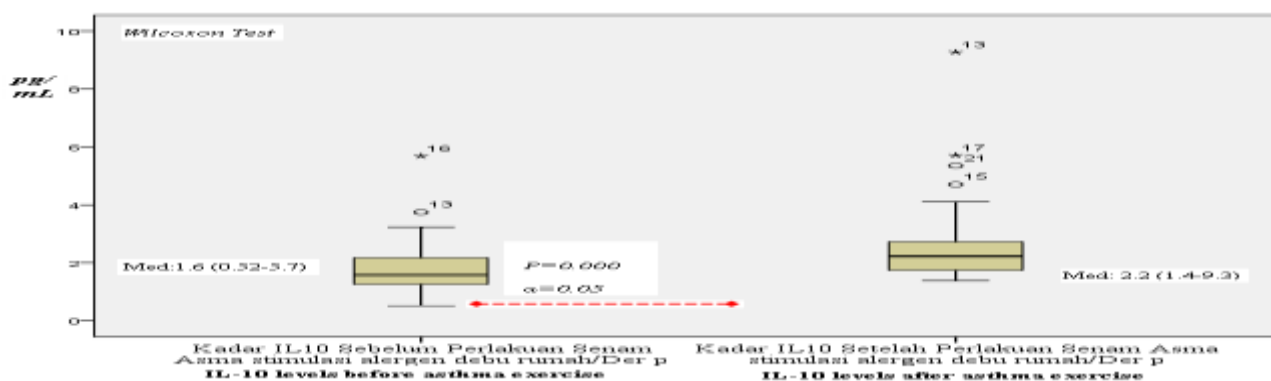 10
Wilcoxon Test
pg/
mL
8
6
4
2
0
16
13
13
17
21
15
Med:1.6 (0.52-5.7)
P=0.000
α=0.05
Med: 2.2 (1.4-9.3)
Kadar IL10 Sebelum Perlakuan Senam
Asma stimulasi alergen debu rumah/Der p
IL-10 levels before asthma exercise
Kadar IL10 Setelah Perlakuan Senam Asma
stimulasi alergen debu rumah/Der p
IL-10 levels after asthma exercise